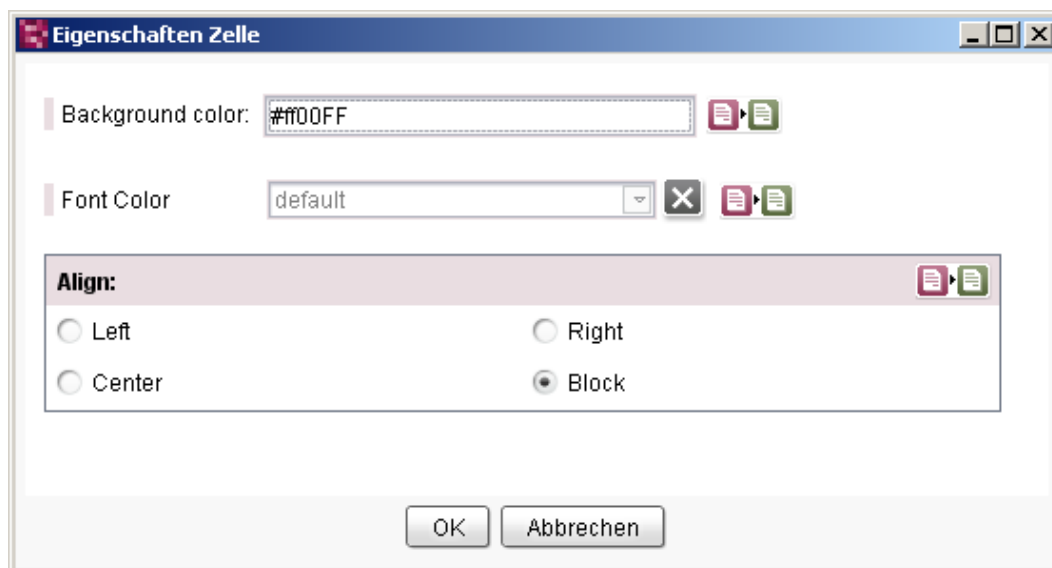 Eigenschaften Zelle
Background color: #ff00FF
Font Color default
Align:
Left Right
Center Block
OK Abbrechen